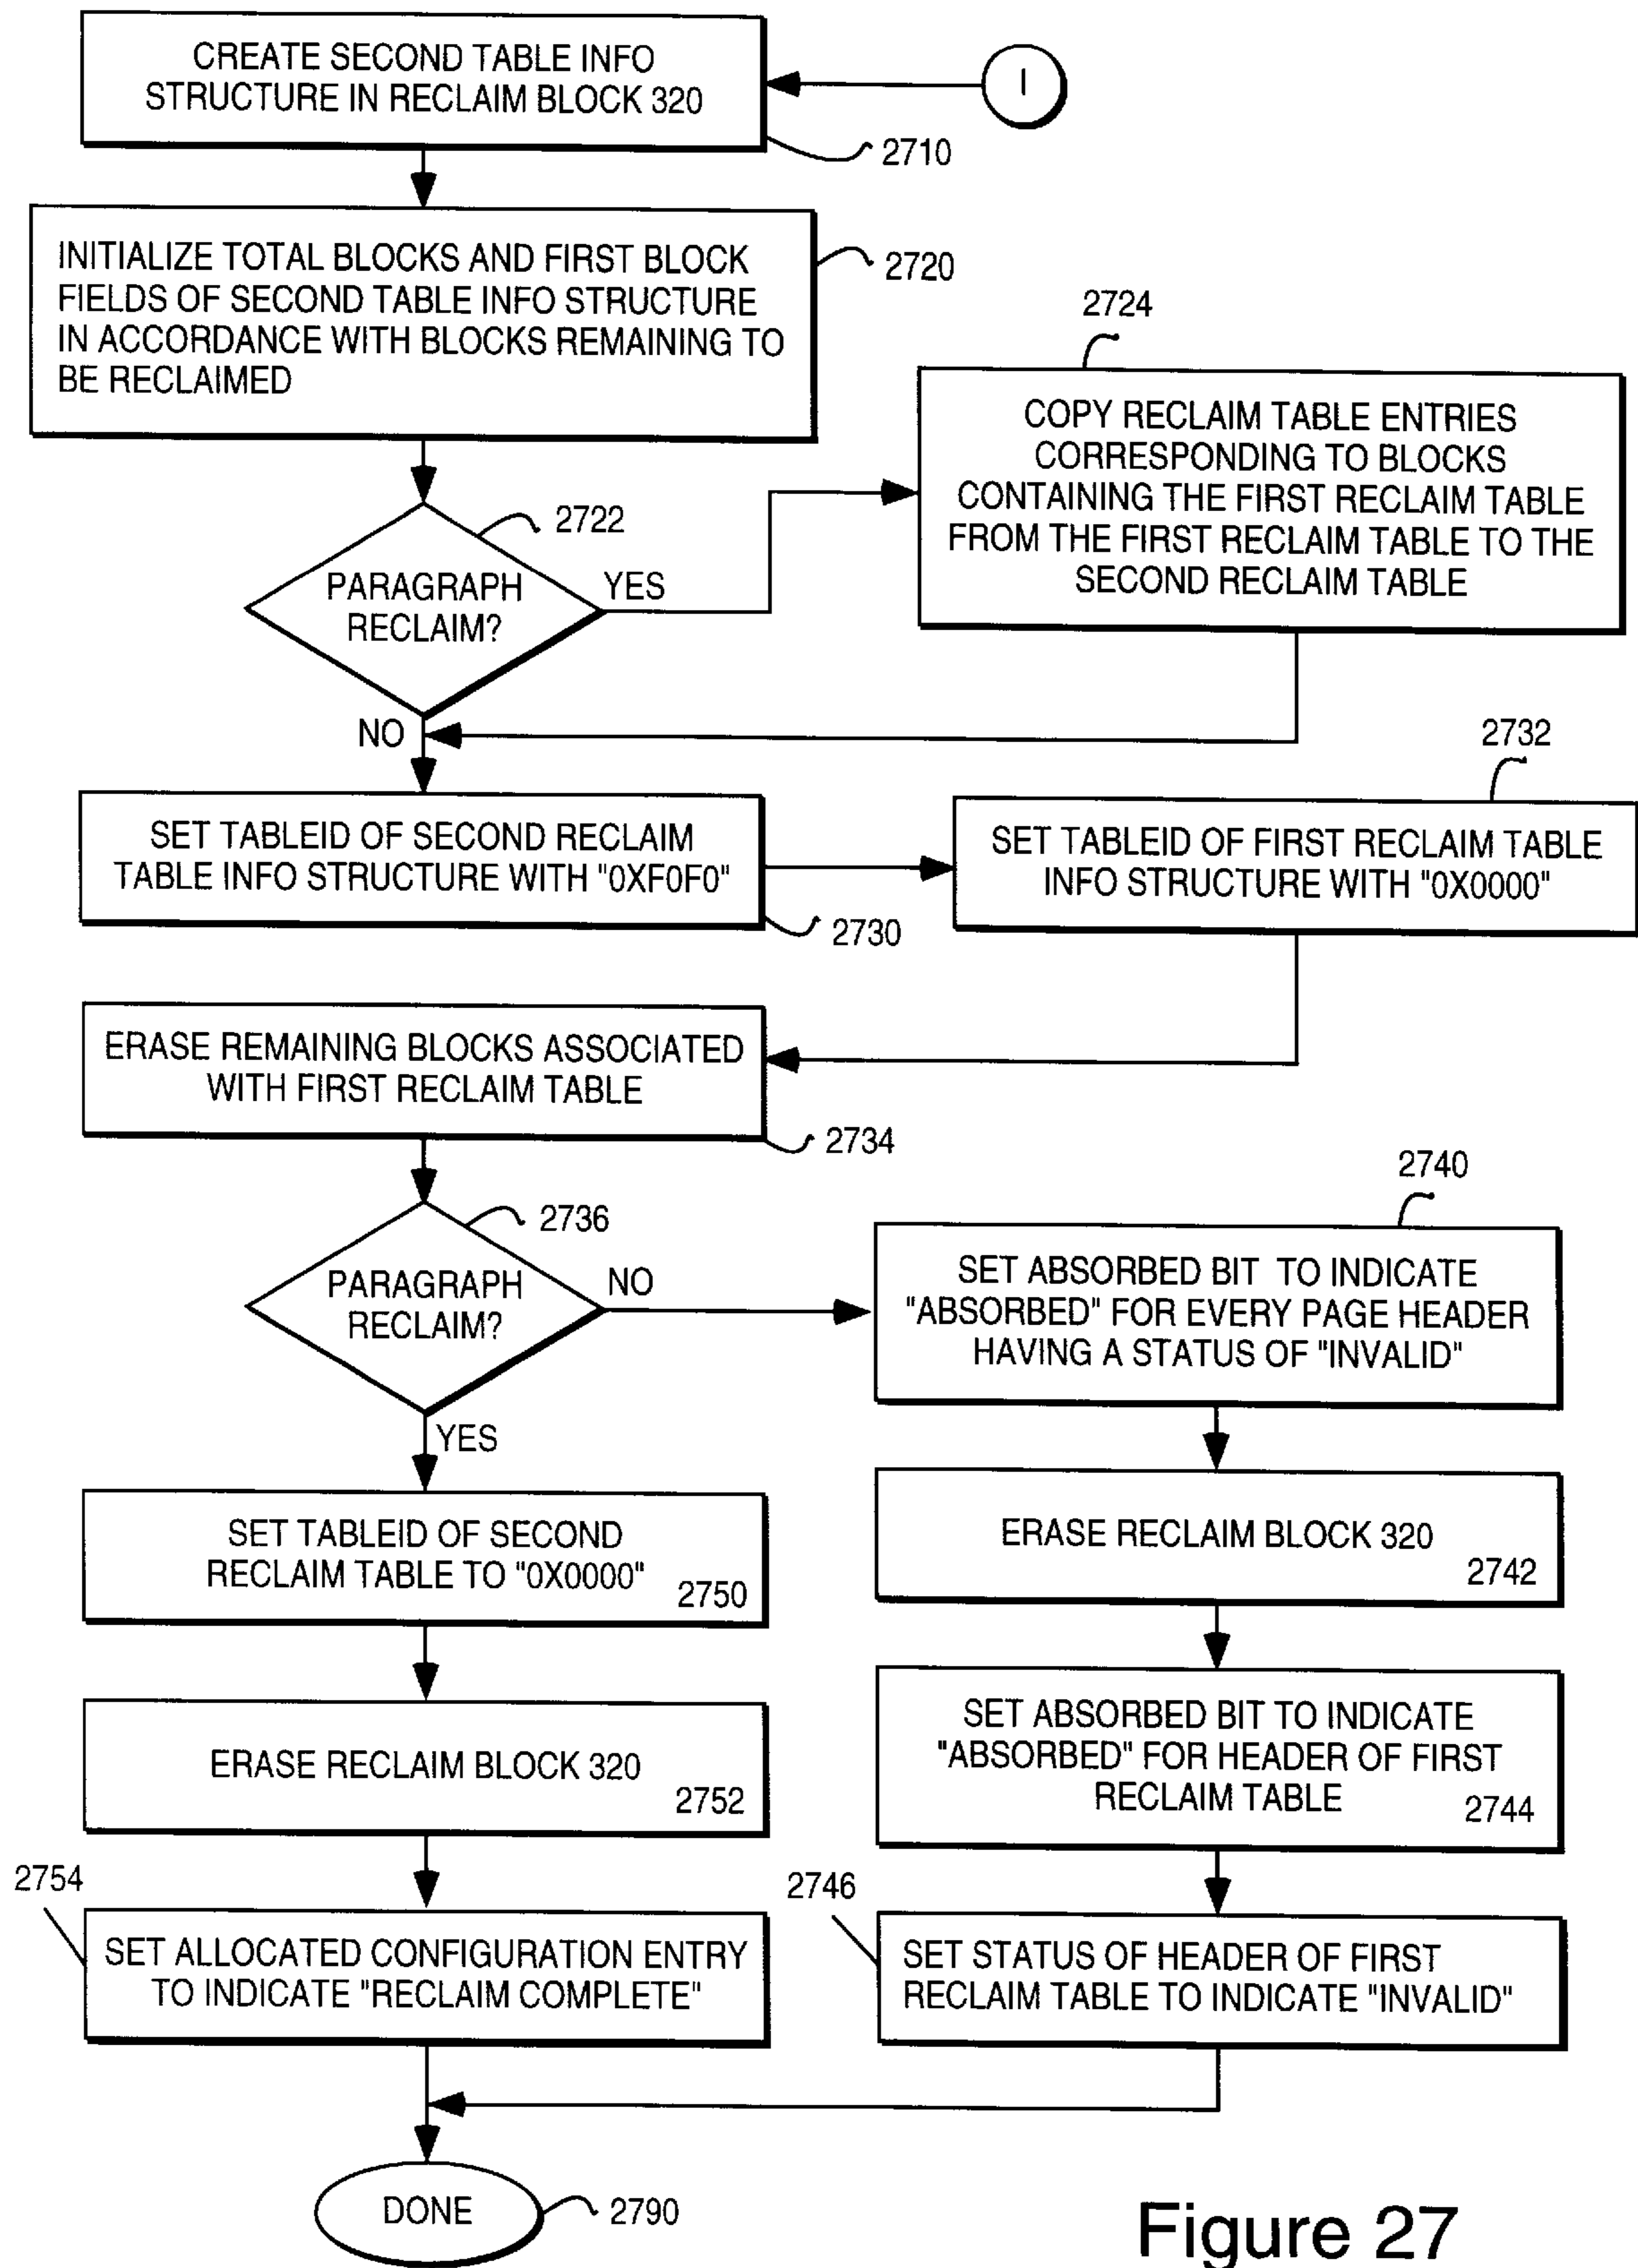 CREATE SECOND TABLE INFO
STRUCTURE IN RECLAIM BLOCK 320
I
2710
INITIALIZE TOTAL BLOCKS AND FIRST BLOCK
FIELDS OF SECOND TABLE INFO STRUCTURE
IN ACCORDANCE WITH BLOCKS REMAINING TO
BE RECLAIMED
2720
2724
COPY RECLAIM TABLE ENTRIES
CORRESPONDING TO BLOCKS
CONTAINING THE FIRST RECLAIM TABLE
FROM THE FIRST RECLAIM TABLE TO THE
SECOND RECLAIM TABLE
2722
PARAGRAPH
RECLAIM?
YES
NO
2732
SET TABLEID OF SECOND RECLAIM
TABLE INFO STRUCTURE WITH "0XF0F0"
2730
SET TABLEID OF FIRST RECLAIM TABLE
INFO STRUCTURE WITH "0X0000"
ERASE REMAINING BLOCKS ASSOCIATED
WITH FIRST RECLAIM TABLE
2734
2740
2736
PARAGRAPH
RECLAIM?
NO
YES
SET ABSORBED BIT TO INDICATE
"ABSORBED" FOR EVERY PAGE HEADER
HAVING A STATUS OF "INVALID"
SET TABLEID OF SECOND
RECLAIM TABLE TO "0X0000"
2750
ERASE RECLAIM BLOCK 320
2742
ERASE RECLAIM BLOCK 320
2752
SET ABSORBED BIT TO INDICATE
"ABSORBED" FOR HEADER OF FIRST
RECLAIM TABLE
2744
2754
SET ALLOCATED CONFIGURATION ENTRY
TO INDICATE "RECLAIM COMPLETE"
2746
SET STATUS OF HEADER OF FIRST
RECLAIM TABLE TO INDICATE "INVALID"
DONE
2790
Figure 27